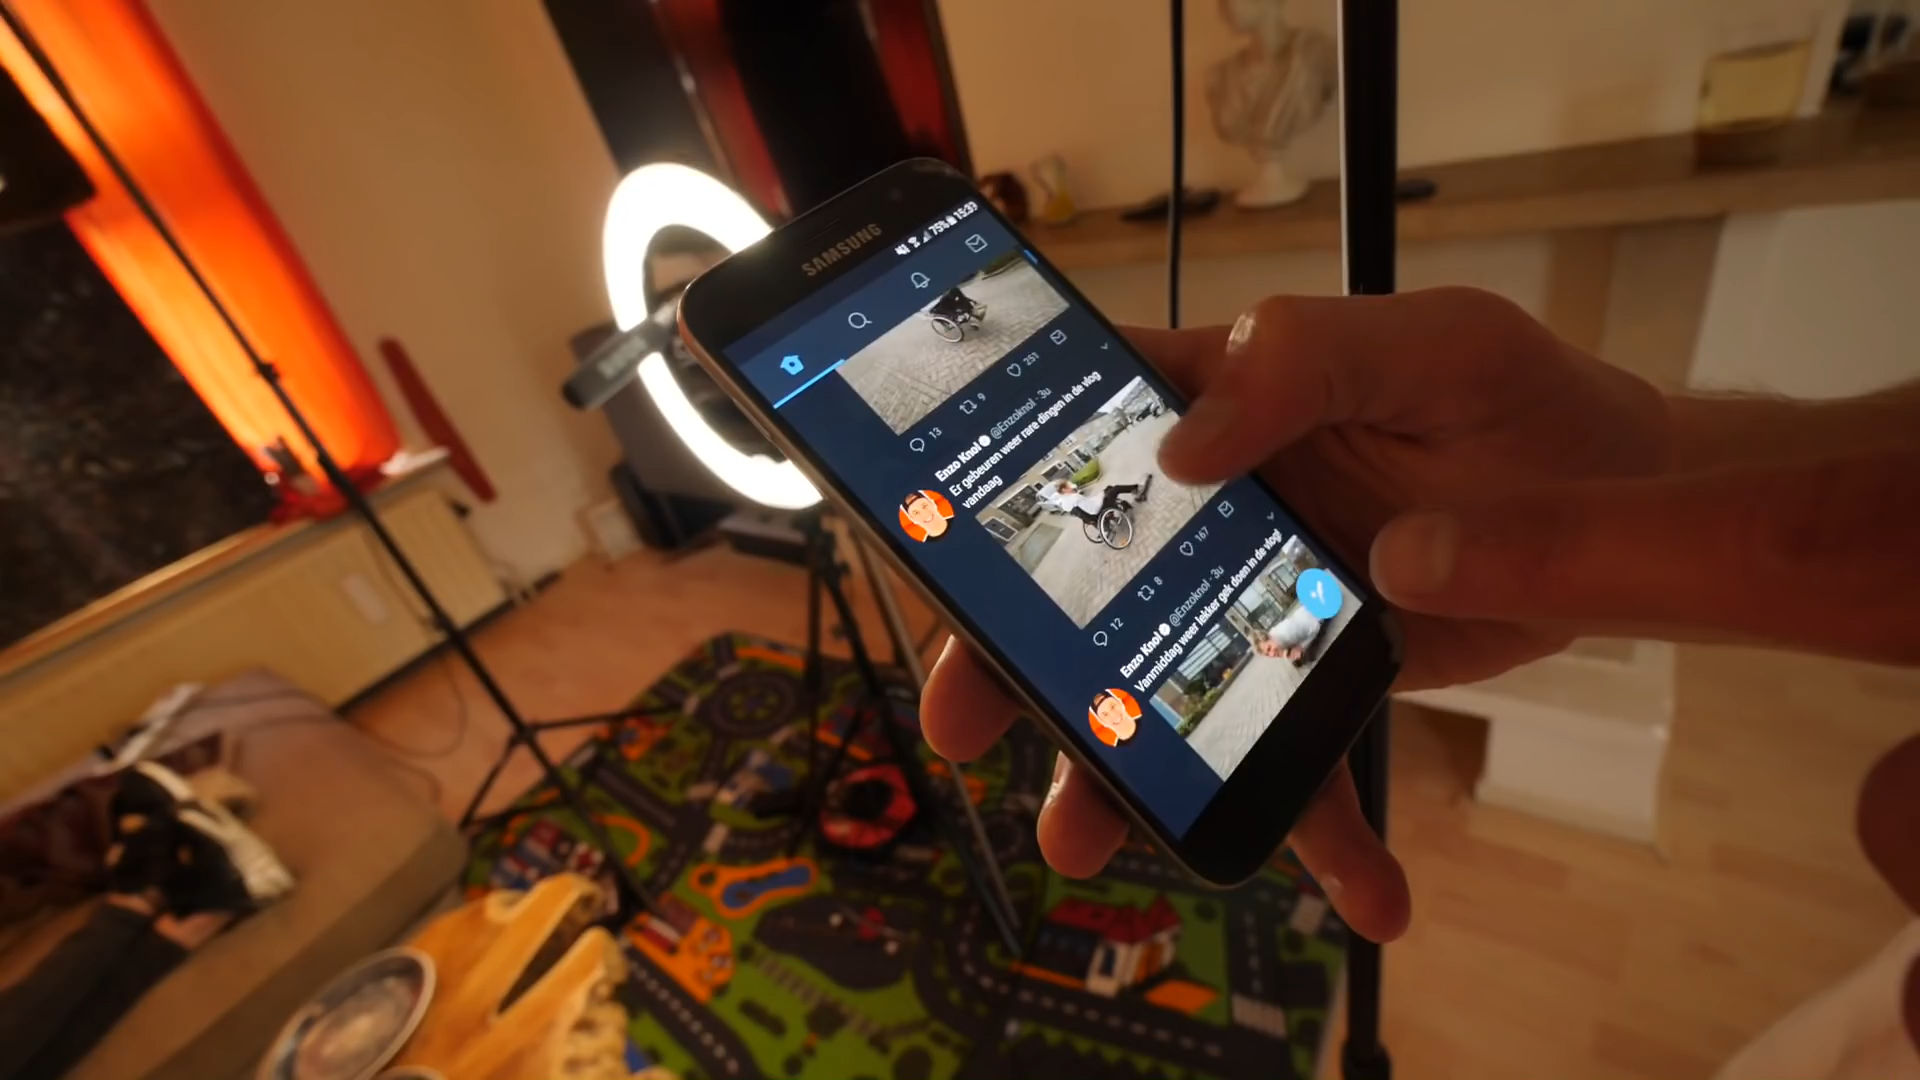 SAMSUNG
75% 15:39
13 9 251
Enzo Knol @Enzoknol · 3u
Er gebeuren weer rare dingen in de vlog
vandaag
12 8 167
Enzo Knol @Enzoknol · 3u
Vanmiddag weer lekker gek doen in de vlog!